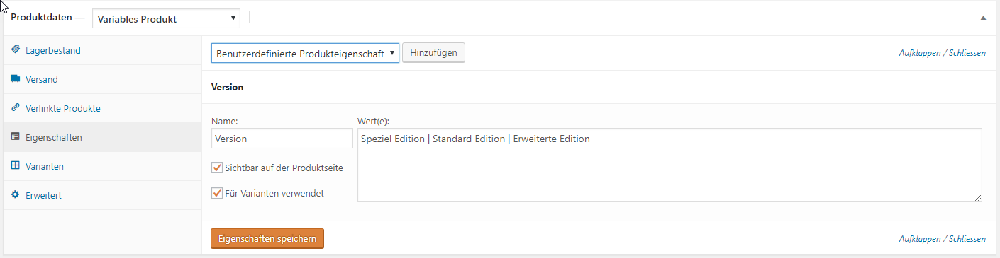 Produktdaten — Variables Produkt
Lagerbestand
Versand
Verlinkte Produkte
Eigenschaften
Varianten
Erweitert
Benutzerdefinierte Produkteigenschaft Hinzufügen Aufklappen / Schliessen
Version
Name: Wert(e):
Version Speziel Edition | Standard Edition | Erweiterte Edition
Sichtbar auf der Produktseite
Für Varianten verwendet
Eigenschaften speichern Aufklappen / Schliessen